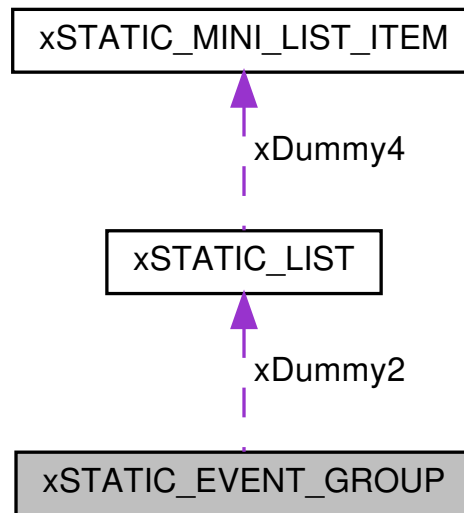 xSTATIC_MINI_LIST_ITEM
xDummy4
xSTATIC_LIST
xDummy2
xSTATIC_EVENT_GROUP